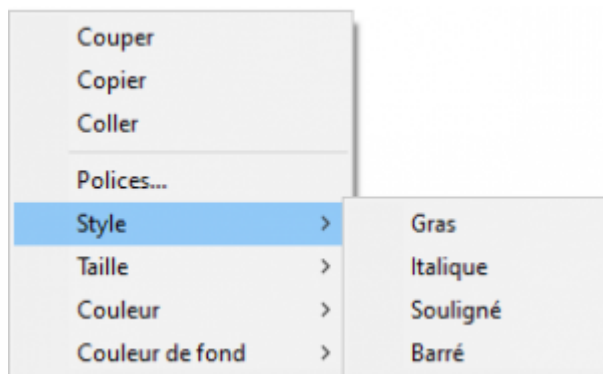 Couper
Copier
Coller
Polices...
Style
Taille
Couleur
Couleur de fond
Gras
Italique
Souligné
Barré